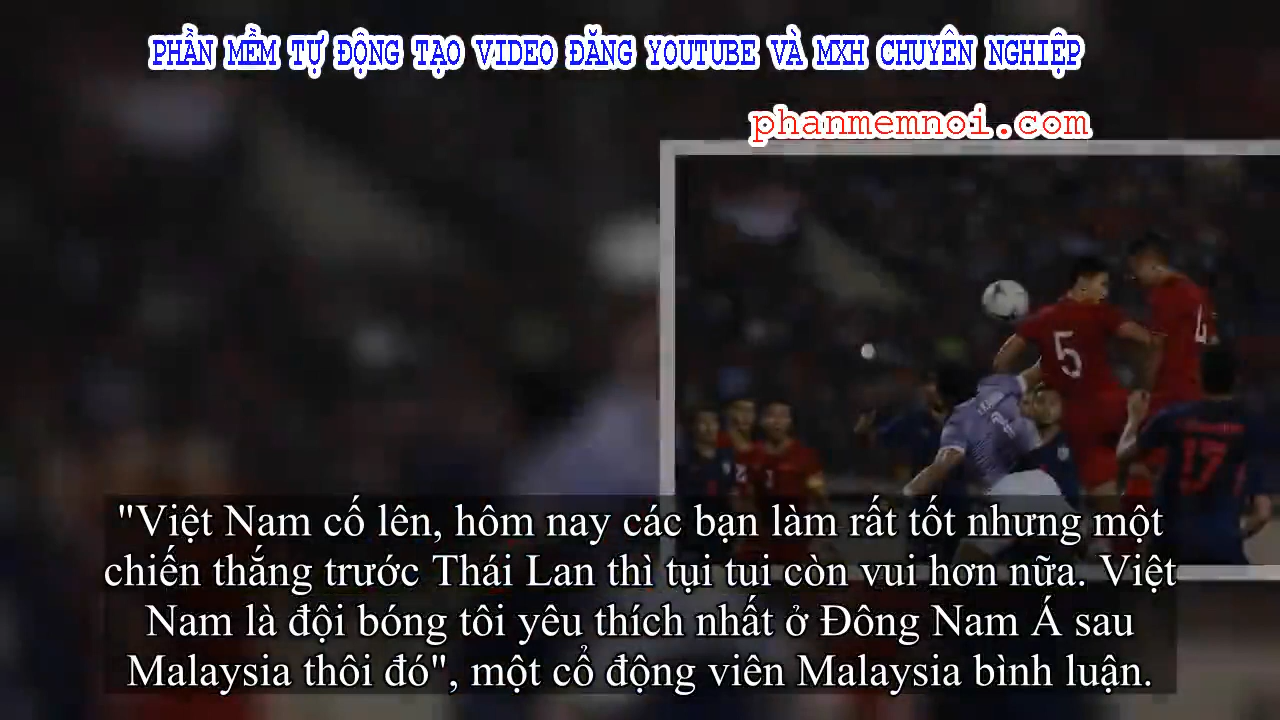 PHẦN MỀM TỰ ĐỘNG TẠO VIDEO ĐĂNG YOUTUBE VÀ MXH CHUYÊN NGHIỆP
phanmemnoi.com
5
4
17
"Việt Nam cố lên, hôm nay các bạn làm rất tốt nhưng một
chiến thắng trước Thái Lan thì tụi tui còn vui hơn nữa. Việt
Nam là đội bóng tôi yêu thích nhất ở Đông Nam Á sau
Malaysia thôi đó", một cổ động viên Malaysia bình luận.